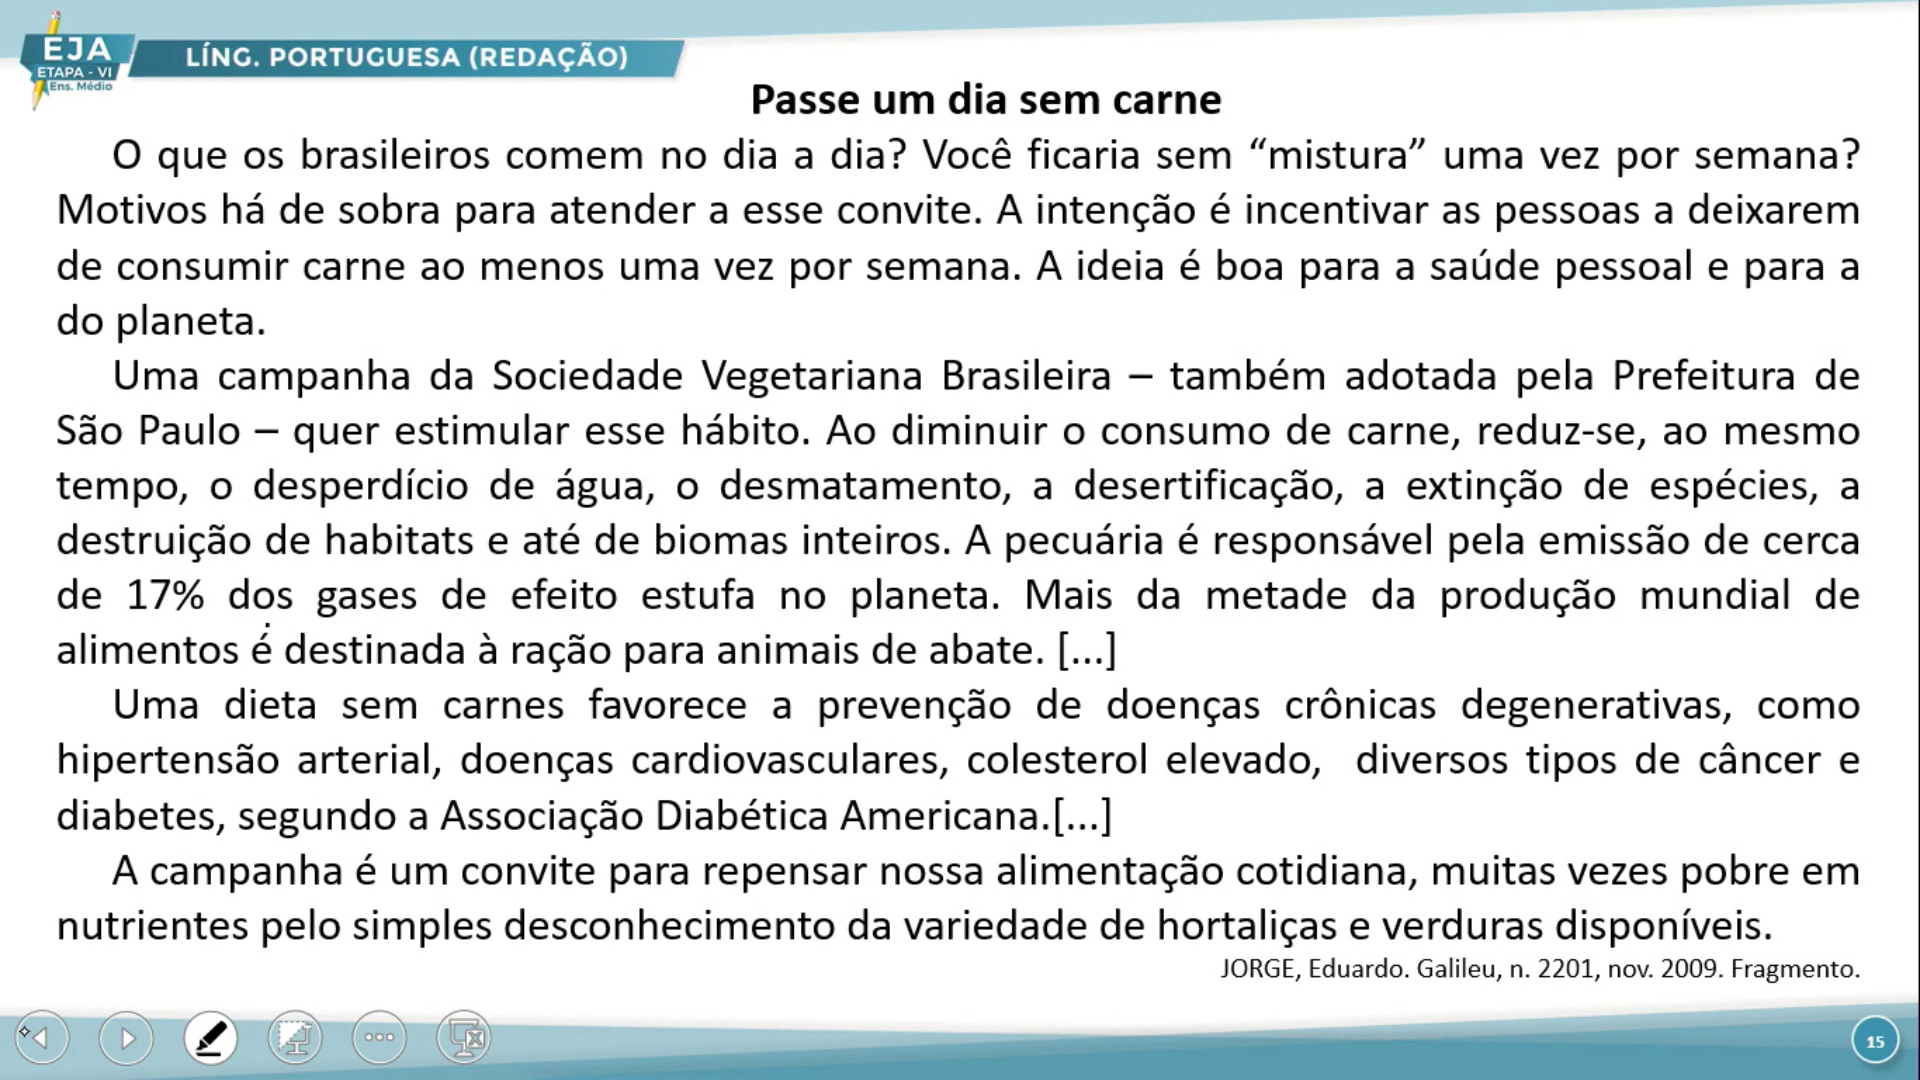 EJA
ETAPA - VI
Ens. Médio
LÍNG. PORTUGUESA (REDAÇÃO)
Passe um dia sem carne
O que os brasileiros comem no dia a dia? Você ficaria sem “mistura” uma vez por semana?
Motivos há de sobra para atender a esse convite. A intenção é incentivar as pessoas a deixarem
de consumir carne ao menos uma vez por semana. A ideia é boa para a saúde pessoal e para a
do planeta.
Uma campanha da Sociedade Vegetariana Brasileira – também adotada pela Prefeitura de
São Paulo – quer estimular esse hábito. Ao diminuir o consumo de carne, reduz-se, ao mesmo
tempo, o desperdício de água, o desmatamento, a desertificação, a extinção de espécies, a
destruição de habitats e até de biomas inteiros. A pecuária é responsável pela emissão de cerca
de 17% dos gases de efeito estufa no planeta. Mais da metade da produção mundial de
alimentos é destinada à ração para animais de abate. [...]
Uma dieta sem carnes favorece a prevenção de doenças crônicas degenerativas, como
hipertensão arterial, doenças cardiovasculares, colesterol elevado, diversos tipos de câncer e
diabetes, segundo a Associação Diabética Americana.[...]
A campanha é um convite para repensar nossa alimentação cotidiana, muitas vezes pobre em
nutrientes pelo simples desconhecimento da variedade de hortaliças e verduras disponíveis.
JORGE, Eduardo. Galileu, n. 2201, nov. 2009. Fragmento.
15